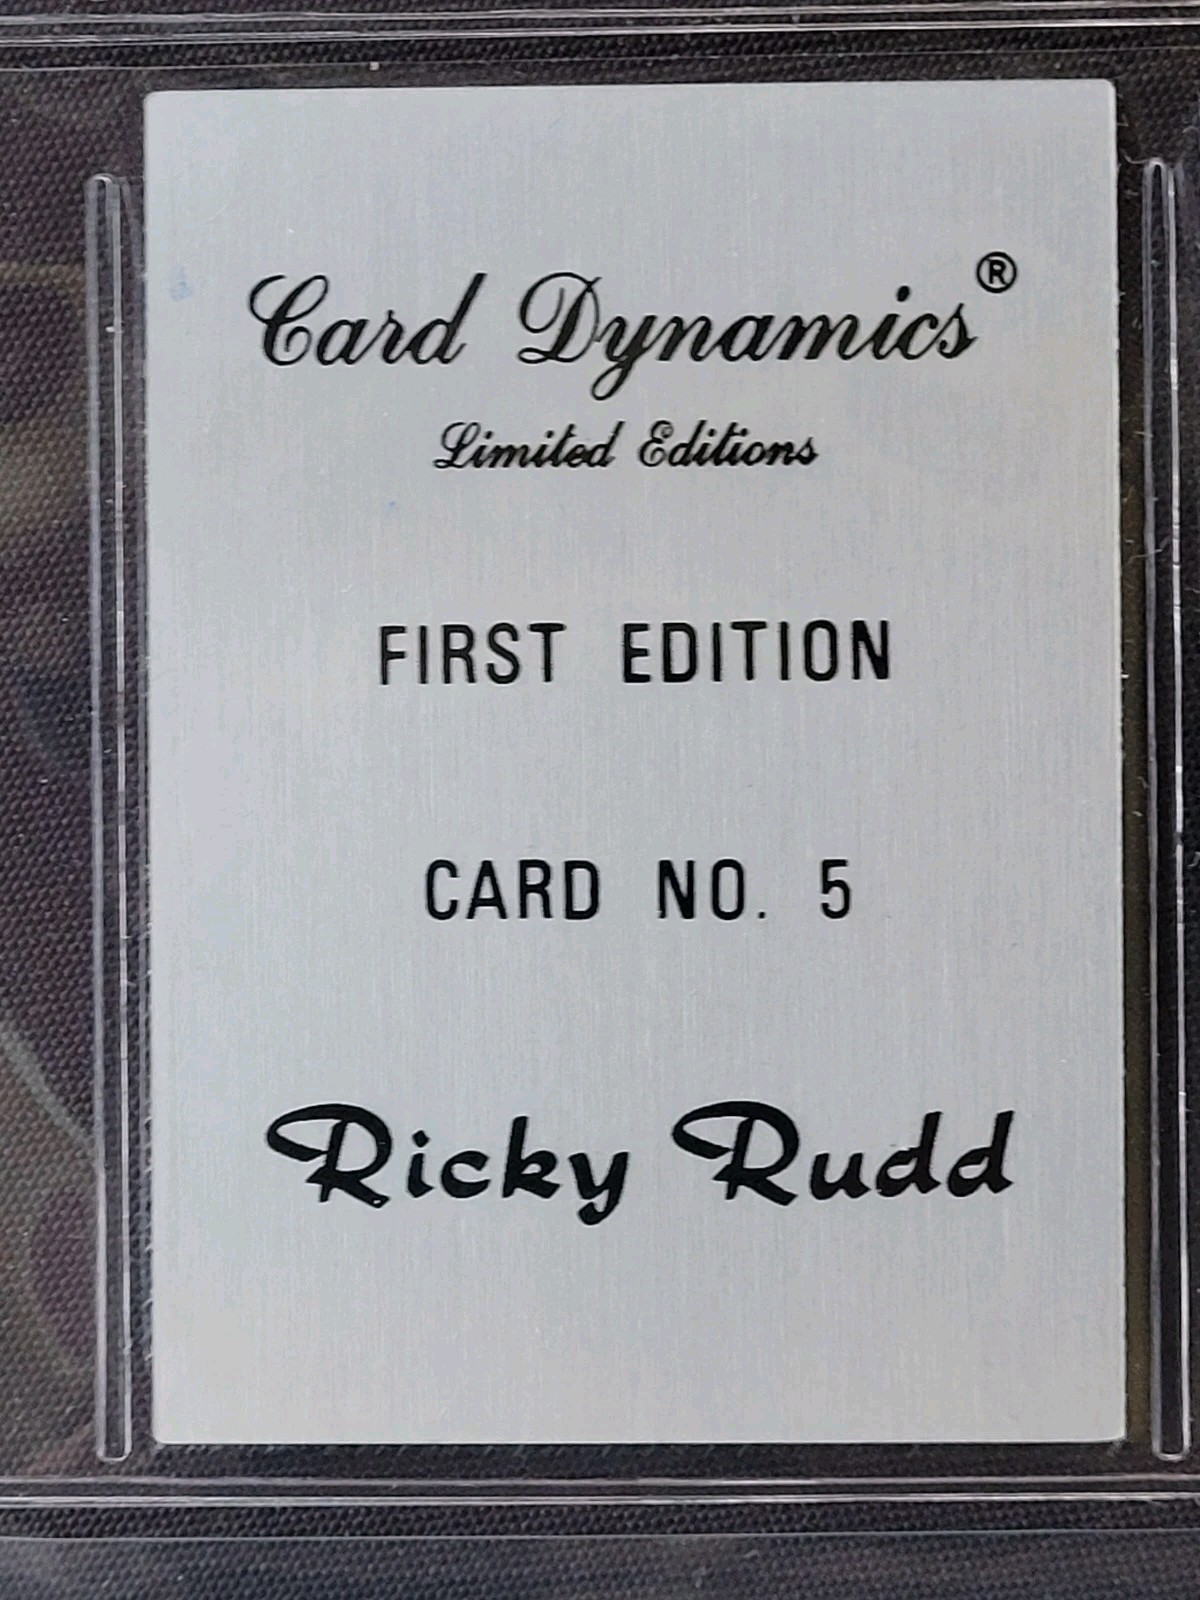 Card Dynamics®
Limited Editions
FIRST EDITION
CARD NO. 5
Ricky Rudd